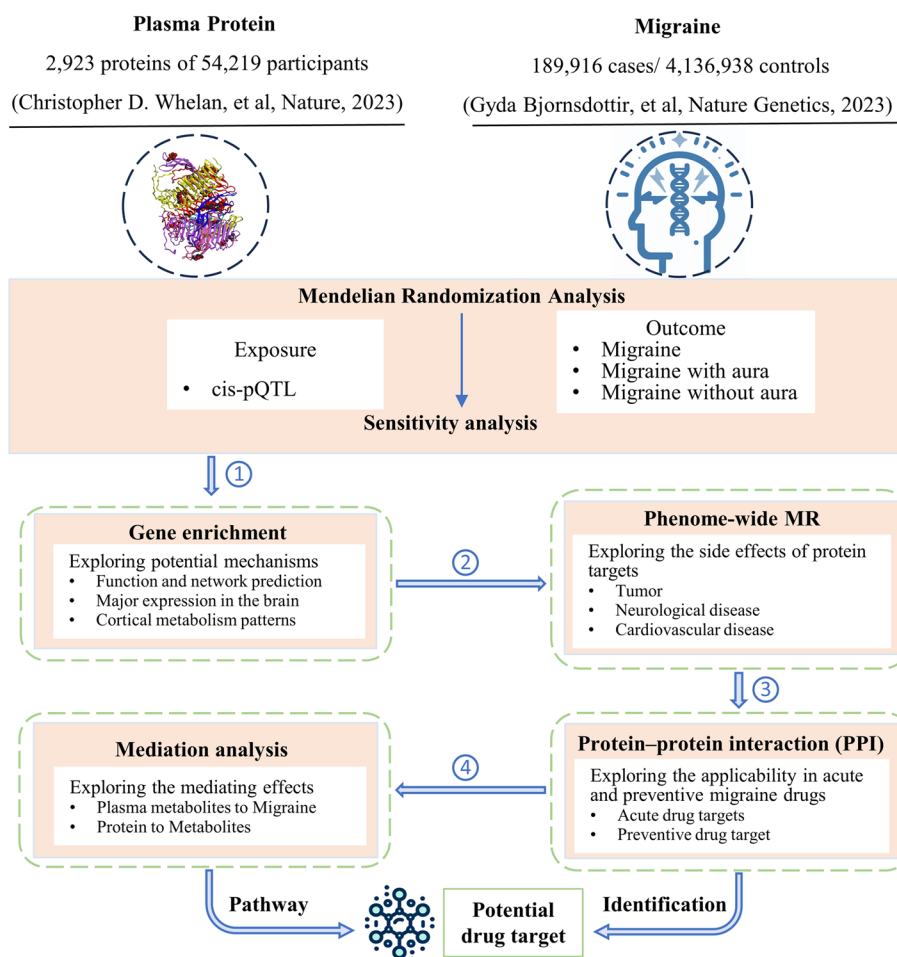 Plasma Protein
2,923 proteins of 54,219 participants
(Christopher D. Whelan, et al, Nature, 2023)
Migraine
189,916 cases/ 4,136,938 controls
(Gyda Bjornsdottir, et al, Nature Genetics, 2023)
Mendelian Randomization Analysis
Exposure
• cis-pQTL
Outcome
• Migraine
• Migraine with aura
• Migraine without aura
Sensitivity analysis
1
Gene enrichment
Exploring potential mechanisms
• Function and network prediction
• Major expression in the brain
• Cortical metabolism patterns
2
Phenome-wide MR
Exploring the side effects of protein
targets
• Tumor
• Neurological disease
• Cardiovascular disease
3
Protein–protein interaction (PPI)
Exploring the applicability in acute
and preventive migraine drugs
• Acute drug targets
• Preventive drug target
4
Mediation analysis
Exploring the mediating effects
• Plasma metabolites to Migraine
• Protein to Metabolites
Pathway
Potential
drug target
Identification